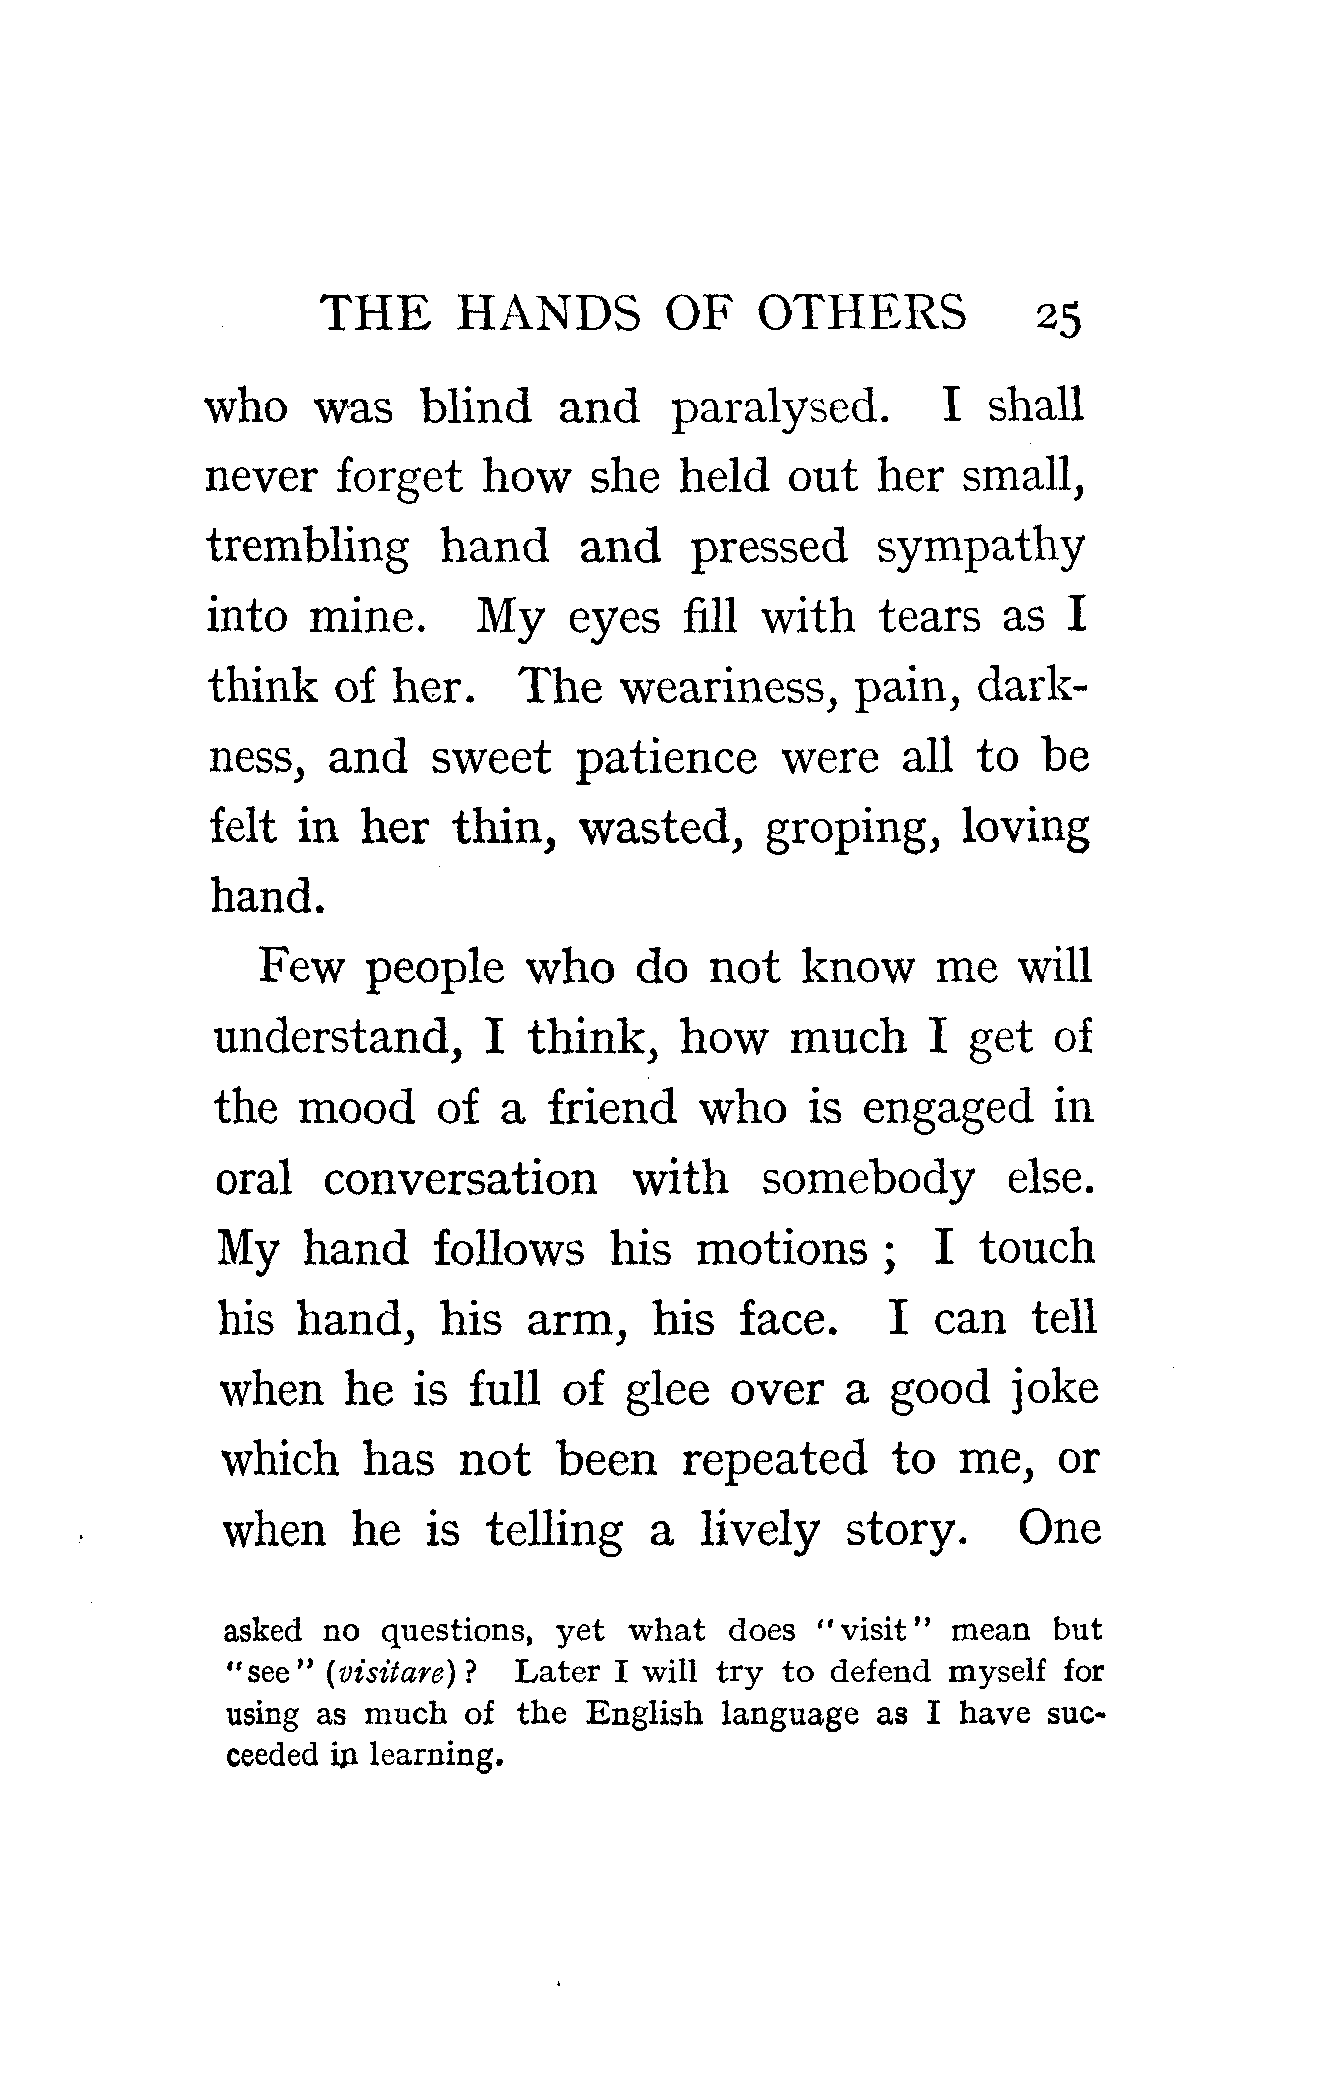 THE HANDS OF OTHERS 25
who was blind and paralysed. I shall
never forget how she held out her small,
trembling hand and pressed sympathy
into mine. My eyes fill with tears as I
think of her. The weariness, pain, dark-
ness, and sweet patience were all to be
felt in her thin, wasted, groping, loving
hand.
Few people who do not know me will
understand, I think, how much I get of
the mood of a friend who is engaged in
oral conversation with somebody else.
My hand follows his motions ; I touch
his hand, his arm, his face. I can tell
when he is full of glee over a good joke
which has not been repeated to me, or
when he is telling a lively story. One
asked no questions, yet what does "visit" mean but
"see" (visitare) ? Later I will try to defend myself for
using as much of the English language as I have suc-
ceeded in learning.